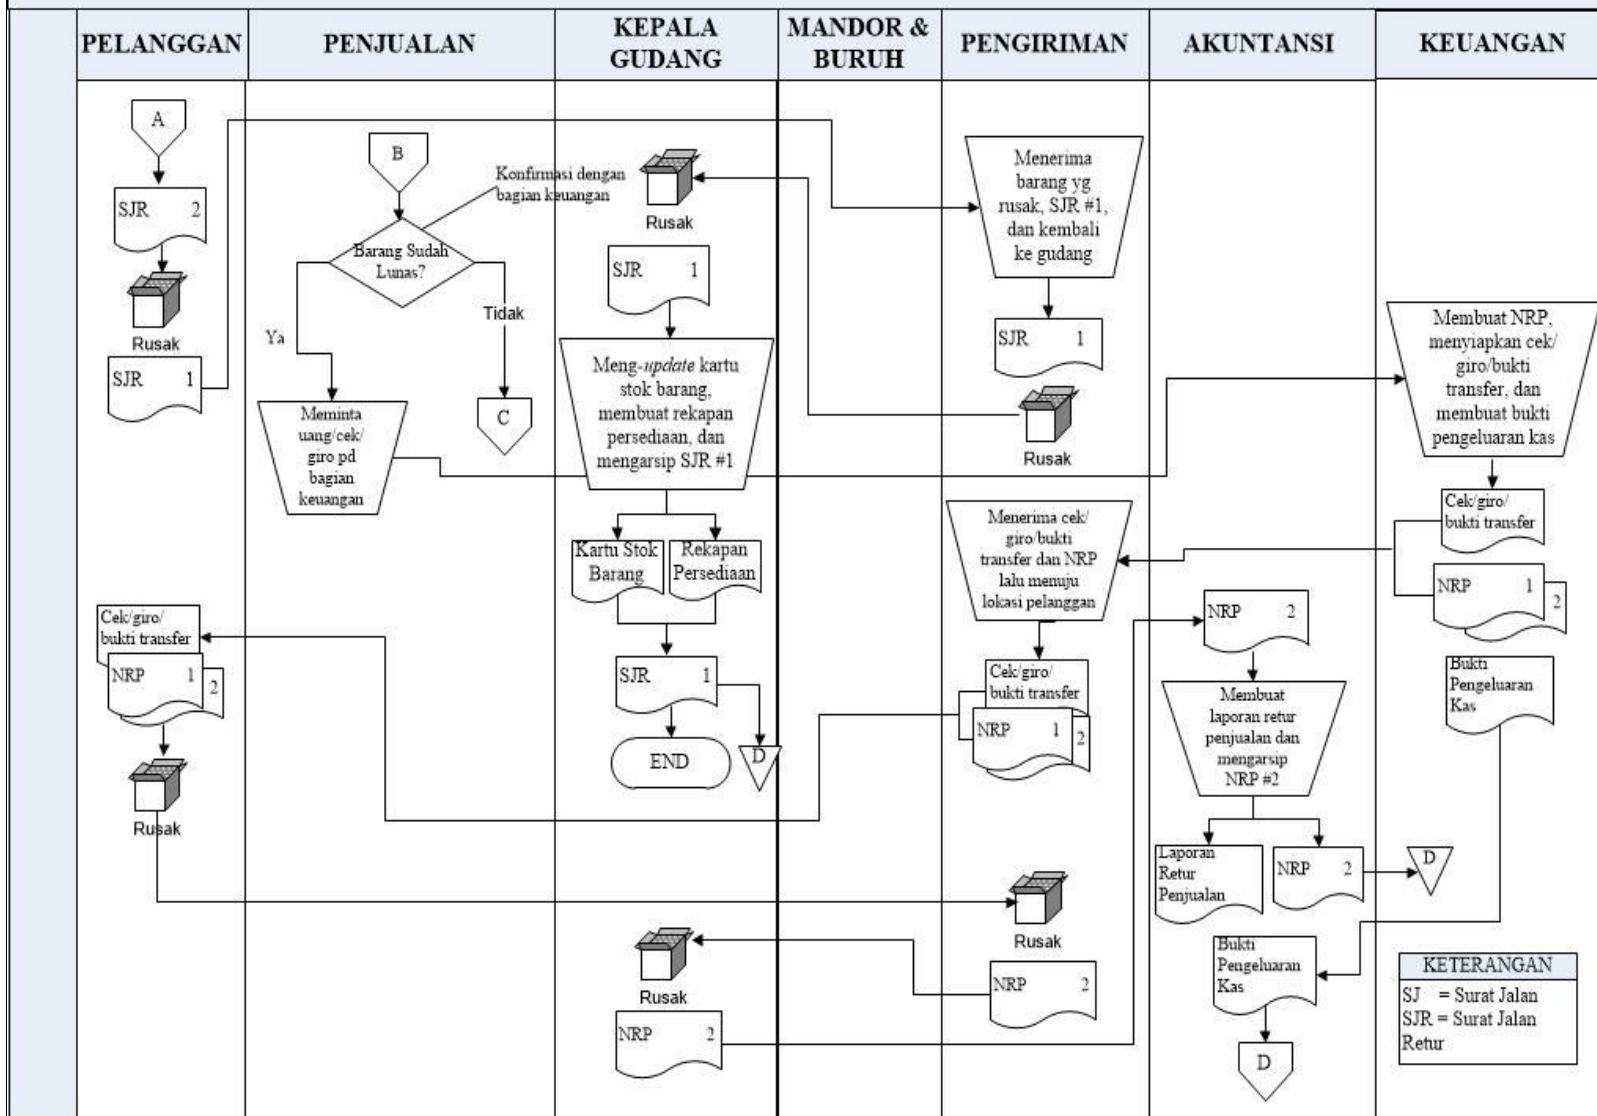 PELANGGAN
PENJUALAN
KEPALA
GUDANG
MANDOR &
BURUH
PENGIRIMAN
AKUNTANSI
KEUANGAN
A
SJR 2
Rusak
SJR 1
Cek/giro/
bukti transfer
NRP 1
2
Rusak
B
Konfirmasi dengan
bagian keuangan
Barang Sudah
Lunas?
Ya
Tidak
Meminta
uang/cek/
giro pd
bagian
keuangan
C
Rusak
SJR 1
Meng-update kartu
stok barang,
membuat rekapan
persediaan, dan
mengarsip SJR #1
Kartu Stok
Barang
Rekapan
Persediaan
SJR 1
END
D
Rusak
NRP 2
Menerima
barang yg
rusak, SJR #1,
dan kembali
ke gudang
SJR 1
Rusak
Menerima cek/
giro/bukti
transfer dan NRP
lalu menuju
lokasi pelanggan
Cek/giro/
bukti transfer
NRP 1
2
Rusak
NRP 2
NRP 2
Membuat
laporan retur
penjualan dan
mengarsip
NRP #2
Laporan
Retur
Penjualan
NRP 2
Bukti
Pengeluaran
Kas
D
Membuat NRP,
menyiapkan cek/
giro/bukti
transfer, dan
membuat bukti
pengeluaran kas
Cek/giro/
bukti transfer
NRP 1
2
Bukti
Pengeluaran
Kas
D
KETERANGAN
SJ = Surat Jalan
SJR = Surat Jalan
Retur